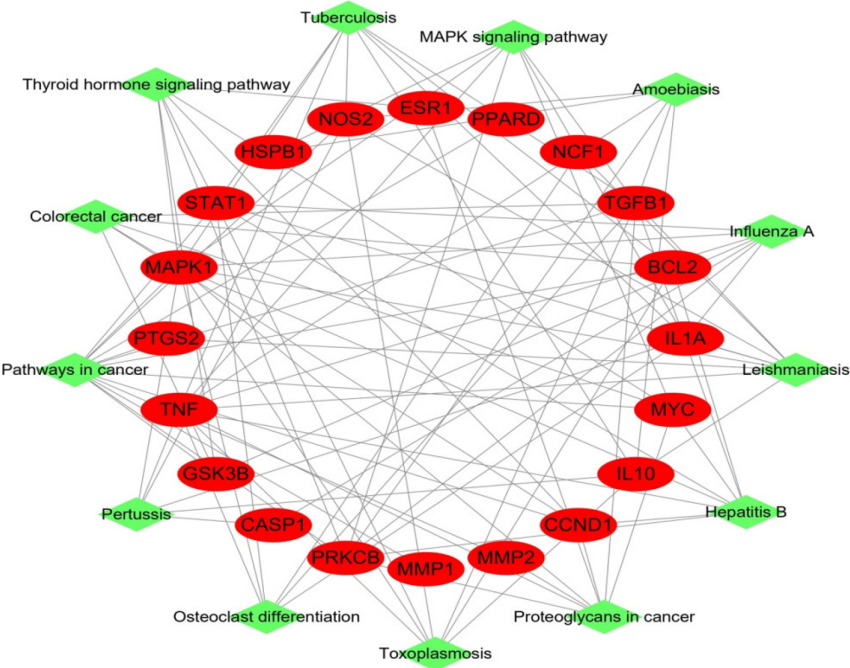 Tuberculosis
MAPK signaling pathway
Thyroid hormone signaling pathway
Amoebiasis
ESR1
NOS2
PPARD
HSPB1
NCF1
STAT1
TGFB1
Colorectal cancer
Influenza A
MAPK1
BCL2
PTGS2
IL1A
Pathways in cancer
Leishmaniasis
TNF
MYC
GSK3B
IL10
Pertussis
Hepatitis B
CASP1
CCND1
PRKCB
MMP2
MMP1
Osteoclast differentiation
Proteoglycans in cancer
Toxoplasmosis